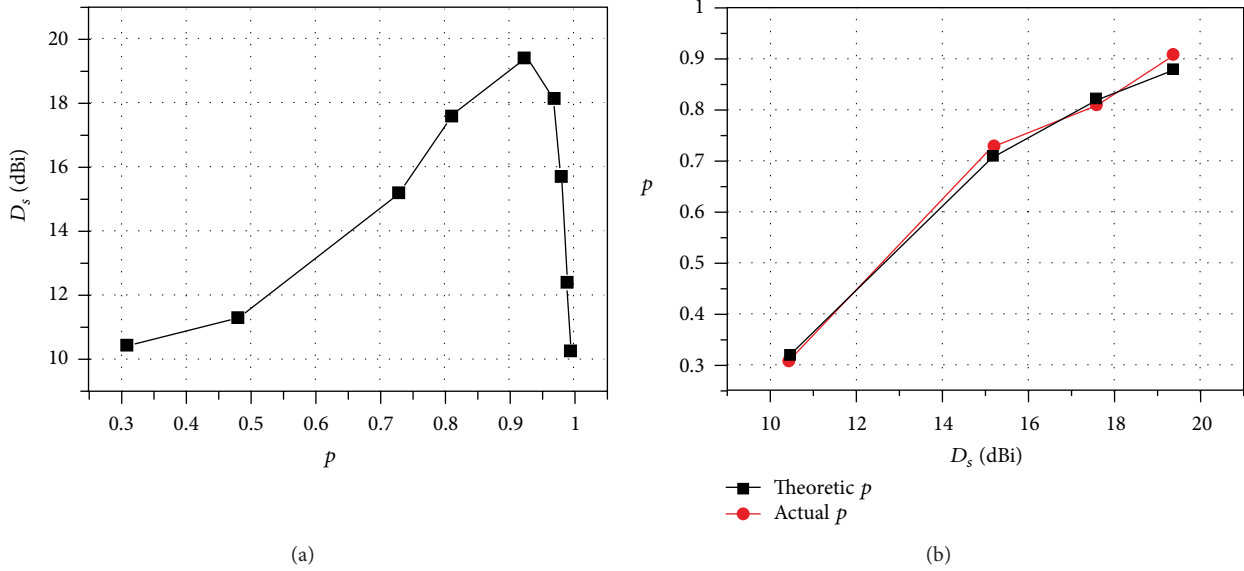 20
18
16
14
12
10
D_s (dBi)
0.3 0.4 0.5 0.6 0.7 0.8 0.9 1
p
(a)
1
0.9
0.8
0.7
0.6
0.5
0.4
0.3
p
10 12 14 16 18 20
D_s (dBi)
Theoretic p
Actual p
(b)